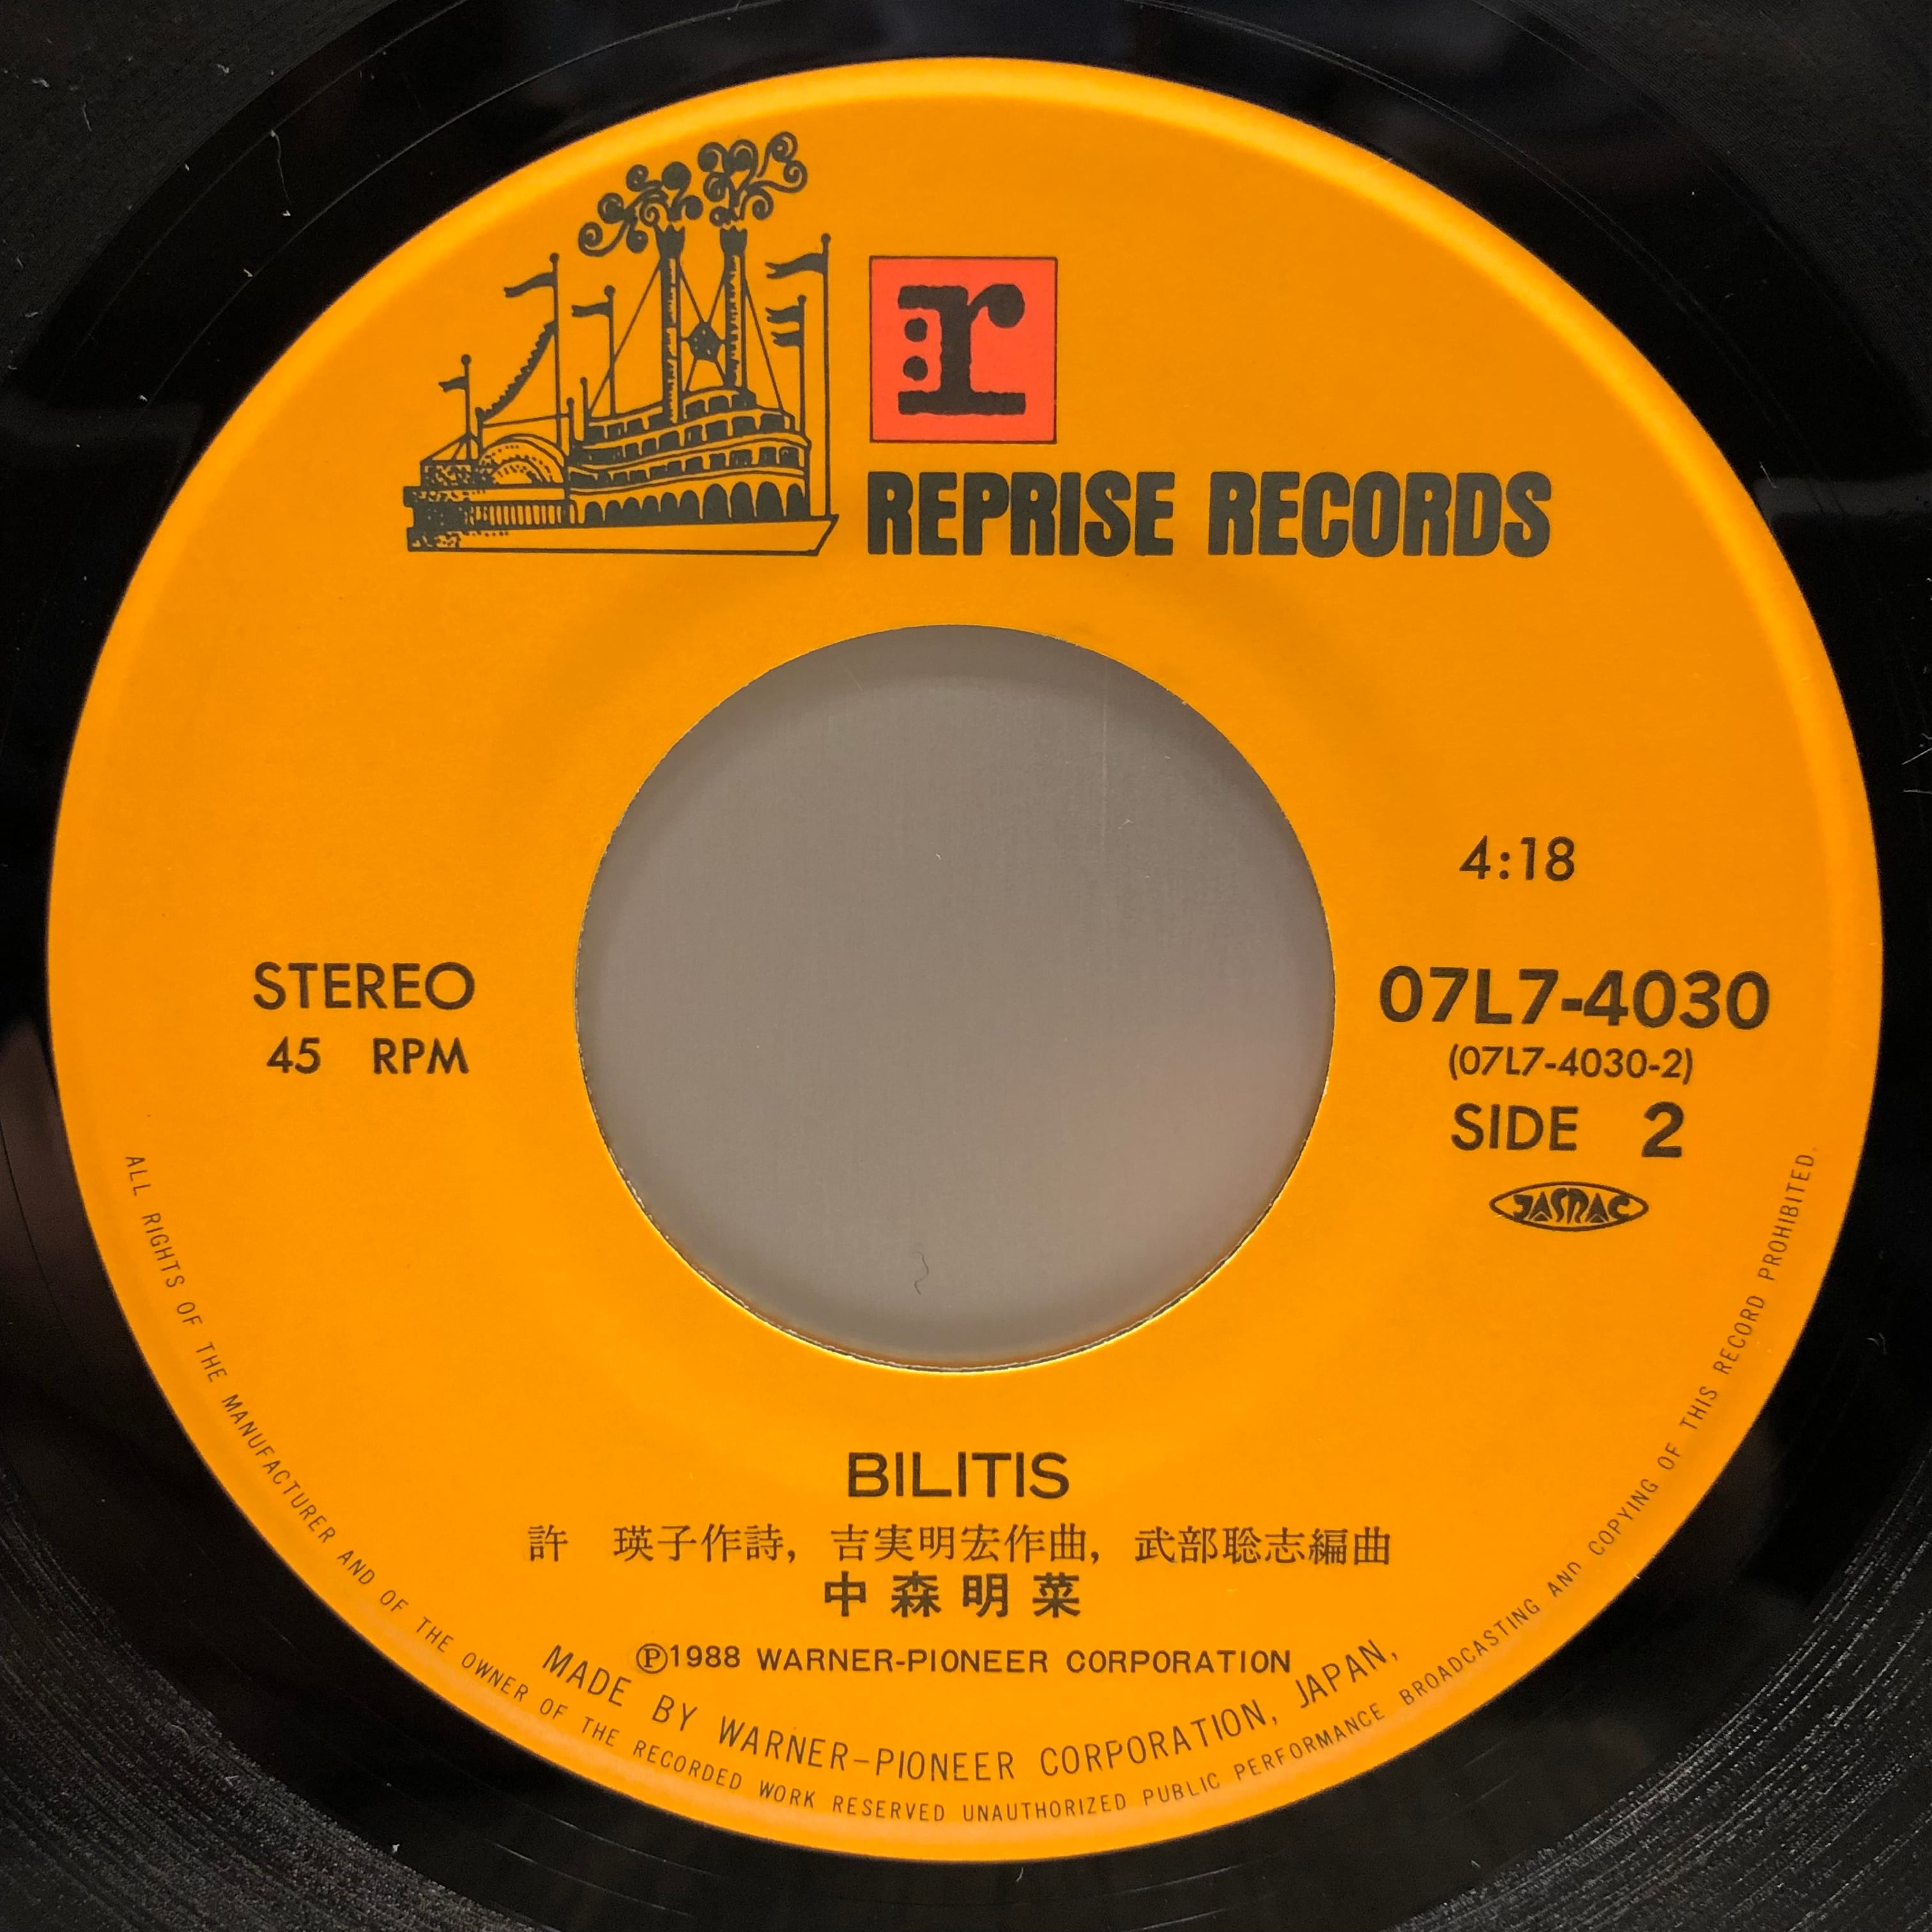 r:
REPRISE RECORDS
4:18
STEREO
45 RPM
07L7-4030
(07L7-4030-2)
SIDE 2
JASRAC
BILITIS
許 瑛子作詩, 吉実明宏作曲, 武部聡志編曲
中森明菜
Ⓟ1988 WARNER-PIONEER CORPORATION
MADE BY WARNER-PIONEER CORPORATION, JAPAN,
ALL RIGHTS OF THE MANUFACTURER AND OF THE OWNER OF THE RECORDED WORK RESERVED UNAUTHORIZED PUBLIC PERFORMANCE BROADCASTING AND COPYING OF THIS RECORD PROHIBITED.